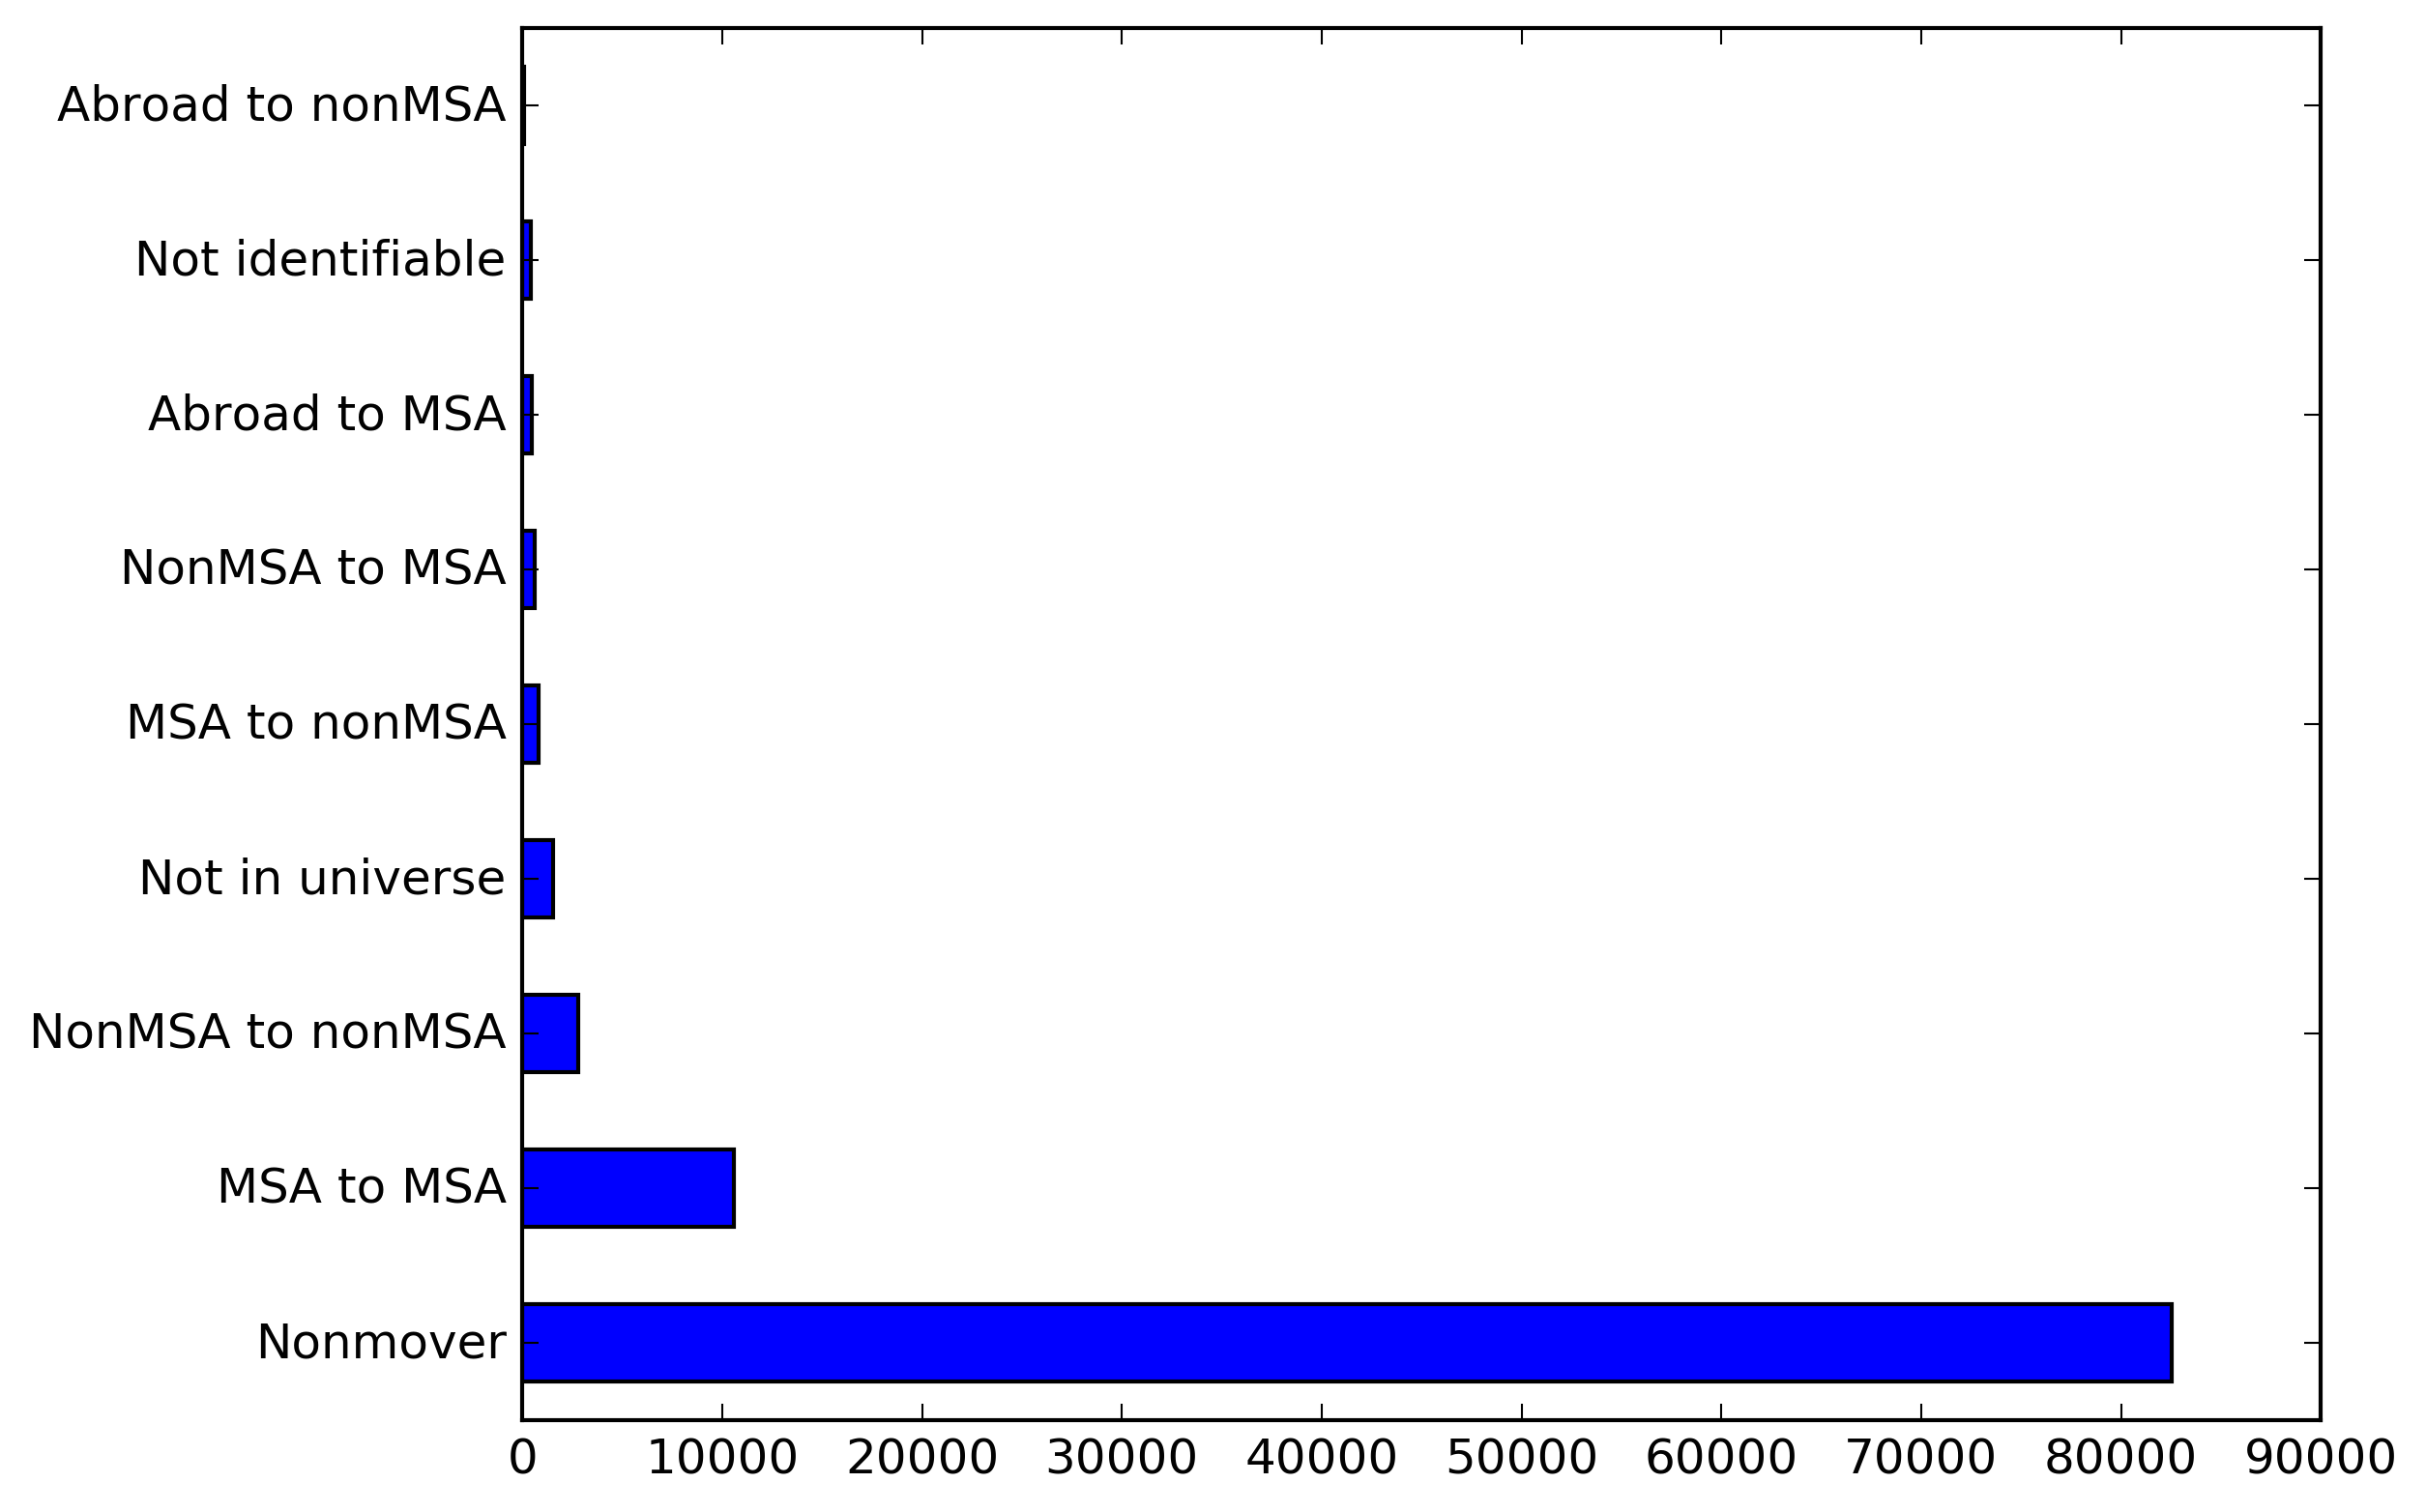 Abroad to nonMSA
Not identifiable
Abroad to MSA
NonMSA to MSA
MSA to nonMSA
Not in universe
NonMSA to nonMSA
MSA to MSA
Nonmover
0 10000 20000 30000 40000 50000 60000 70000 80000 90000